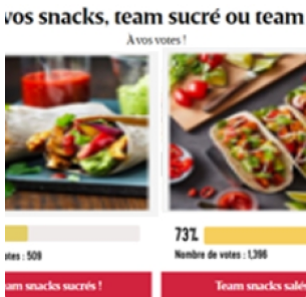 vos snacks, team sucré ou team
À vos votes !
73%
votes : 509
Nombre de votes : 1,396
team snacks sucrés !
Team snacks salés